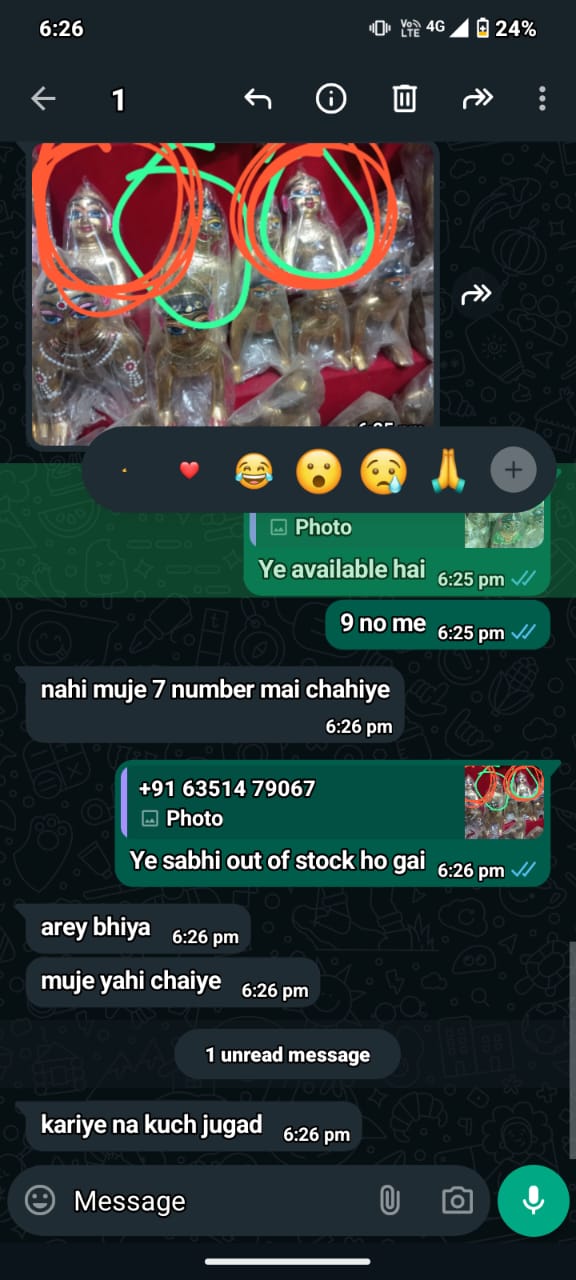 6:26
Vo))
LTE
4G
24%
1
Photo
Ye available hai 6:25 pm
9 no me 6:25 pm
nahi muje 7 number mai chahiye
6:26 pm
+91 63514 79067
Photo
Ye sabhi out of stock ho gai 6:26 pm
arey bhiya 6:26 pm
muje yahi chaiye 6:26 pm
1 unread message
kariye na kuch jugad 6:26 pm
Message